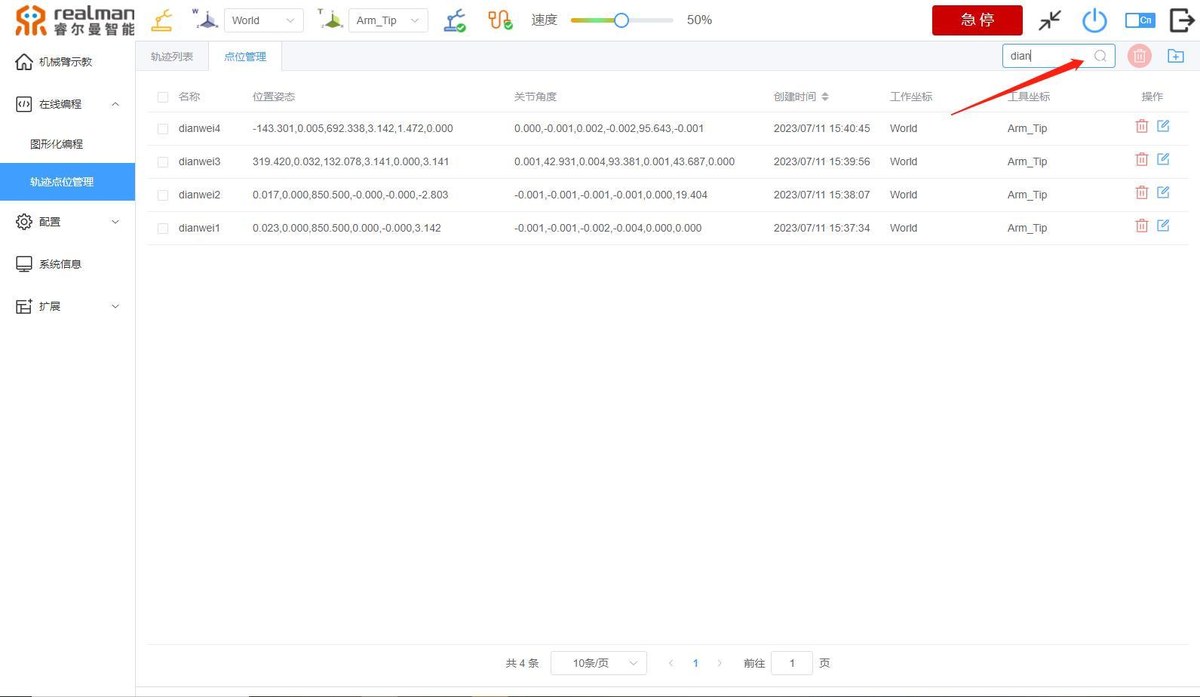 realman
睿尔曼智能
W
World
T
Arm_Tip
速度
50%
急停
Cn
机械臂示教
在线编程
图形化编程
轨迹点位管理
配置
系统信息
扩展
轨迹列表
点位管理
dian
名称 位置姿态 关节角度 创建时间 工作坐标 工具坐标 操作
dianwei4 -143.301,0.005,692.338,3.142,1.472,0.000 0.000,-0.001,0.002,-0.002,95.643,-0.001 2023/07/11 15:40:45 World Arm_Tip
dianwei3 319.420,0.032,132.078,3.141,0.000,3.141 0.001,42.931,0.004,93.381,0.001,43.687,0.000 2023/07/11 15:39:56 World Arm_Tip
dianwei2 0.017,0.000,850.500,-0.000,-0.000,-2.803 -0.001,-0.001,-0.001,-0.001,0.000,19.404 2023/07/11 15:38:07 World Arm_Tip
dianwei1 0.023,0.000,850.500,0.000,-0.000,3.142 -0.001,-0.001,-0.002,-0.004,0.000,0.000 2023/07/11 15:37:34 World Arm_Tip
共 4 条 10条/页 1 前往 1 页